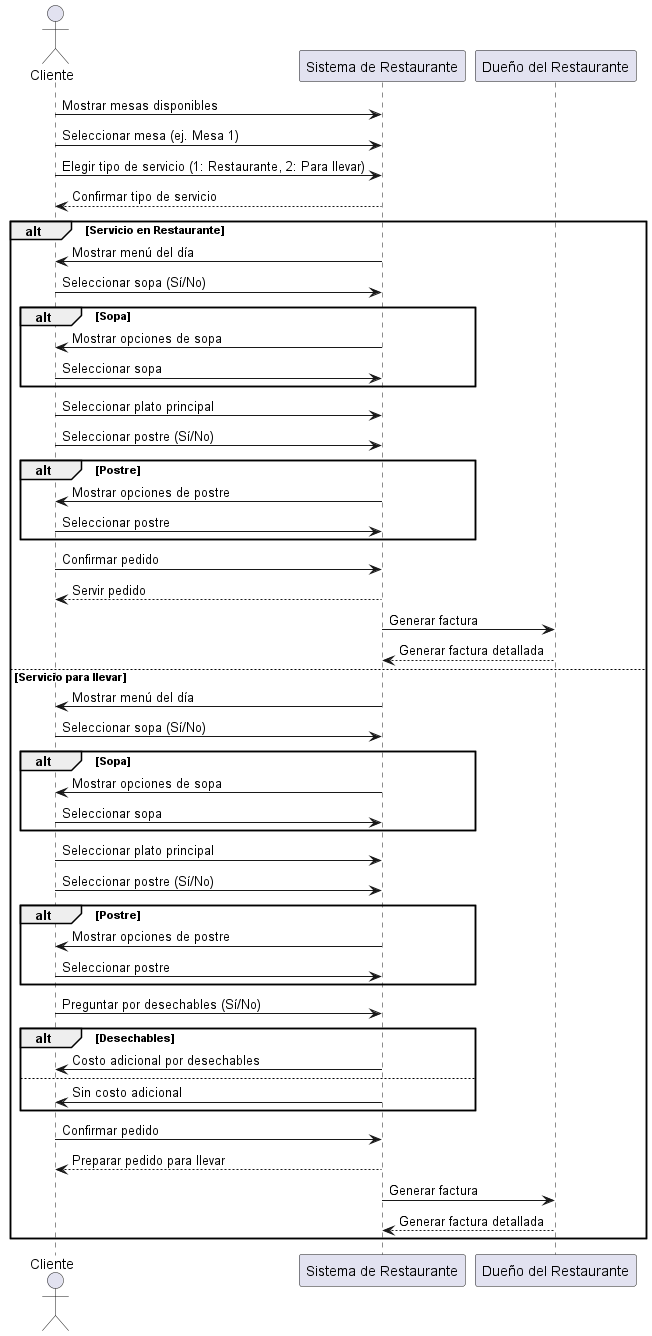 Cliente
Sistema de Restaurante
Dueño del Restaurante
Mostrar mesas disponibles
Seleccionar mesa (ej. Mesa 1)
Elegir tipo de servicio (1: Restaurante, 2: Para llevar)
Confirmar tipo de servicio
alt [Servicio en Restaurante]
Mostrar menú del día
Seleccionar sopa (Sí/No)
alt [Sopa]
Mostrar opciones de sopa
Seleccionar sopa
Seleccionar plato principal
Seleccionar postre (Sí/No)
alt [Postre]
Mostrar opciones de postre
Seleccionar postre
Confirmar pedido
Servir pedido
Generar factura
Generar factura detallada
[Servicio para llevar]
Mostrar menú del día
Seleccionar sopa (Sí/No)
alt [Sopa]
Mostrar opciones de sopa
Seleccionar sopa
Seleccionar plato principal
Seleccionar postre (Sí/No)
alt [Postre]
Mostrar opciones de postre
Seleccionar postre
Preguntar por desechables (Sí/No)
alt [Desechables]
Costo adicional por desechables
Sin costo adicional
Confirmar pedido
Preparar pedido para llevar
Generar factura
Generar factura detallada
Cliente
Sistema de Restaurante
Dueño del Restaurante